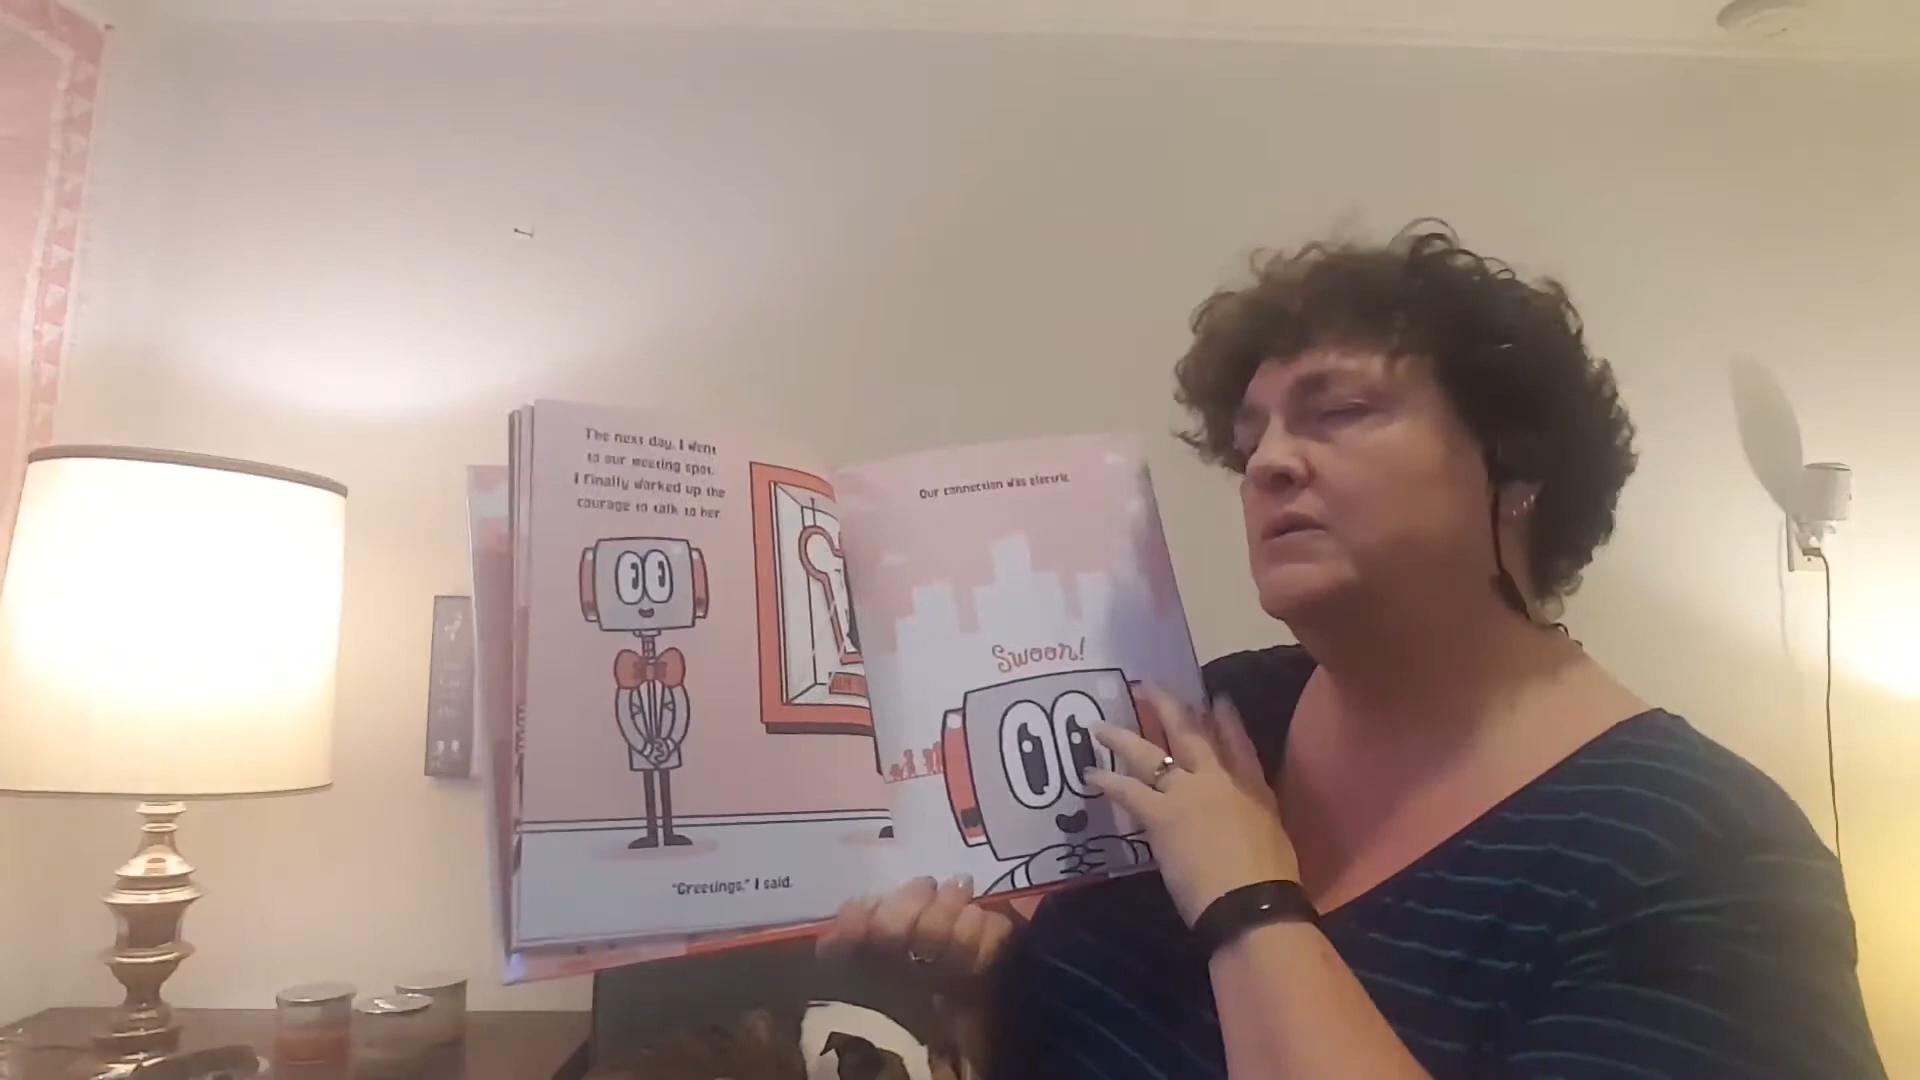 The next day, I went
to our meeting spot.
I finally worked up the
courage to talk to her.
"Greetings," I said.
Our connection was electric.
Swoon!